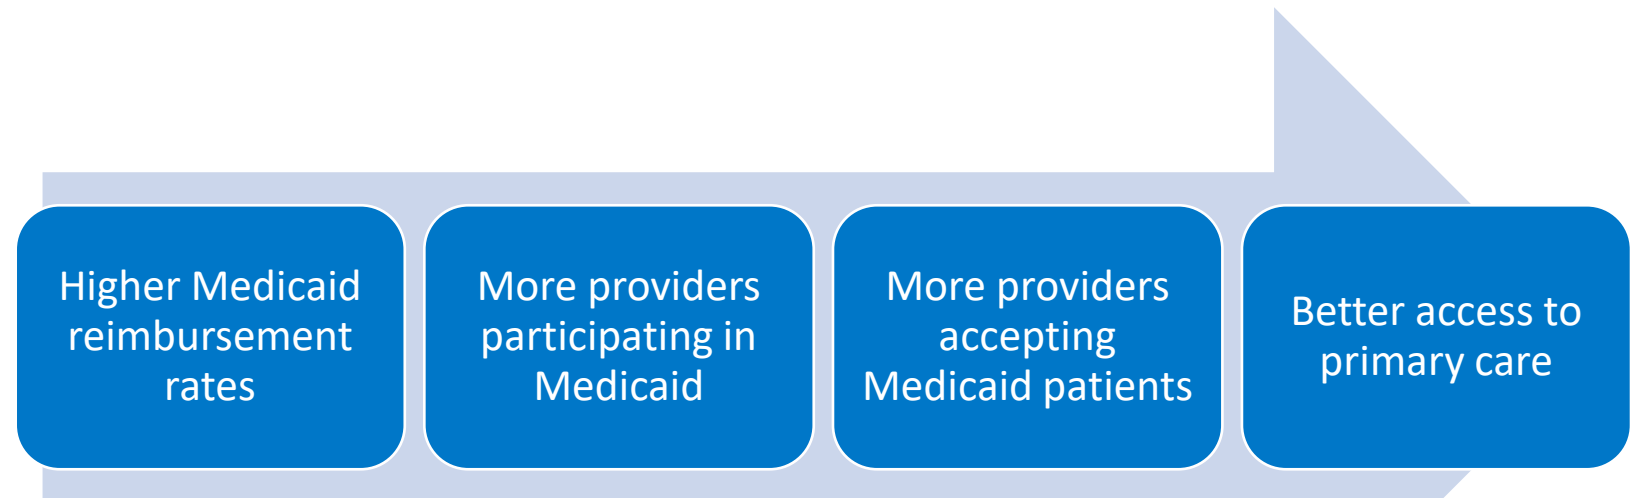 Higher Medicaid
reimbursement
rates
More providers
participating in
Medicaid
More providers
accepting
Medicaid patients
Better access to
primary care